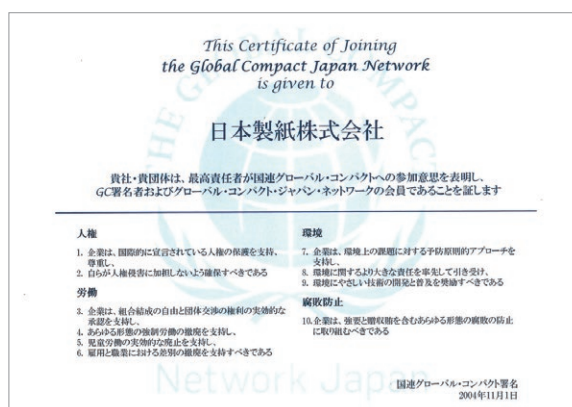 This Certificate of Joining
the Global Compact Japan Network
is given to
日本製紙株式会社
貴社・貴団体は、最高責任者が国連グローバル・コンパクトへの参加意思を表明し、
GC署名者およびグローバル・コンパクト・ジャパン・ネットワークの会員であることを証します
人権
1. 企業は、国際的に宣言されている人権の保護を支持、
尊重し、
2. 自らが人権侵害に加担しないよう確保すべきである
労働
3. 企業は、組合結成の自由と団体交渉の権利の実効的な
承認を支持し、
4. あらゆる形態の強制労働の撤廃を支持し、
5. 児童労働の実効的な廃止を支持し、
6. 雇用と職業における差別の撤廃を支持すべきである
環境
7. 企業は、環境上の課題に対する予防原則的アプローチを
支持し、
8. 環境に関するより大きな責任を率先して引き受け、
9. 環境にやさしい技術の開発と普及を奨励すべきである
腐敗防止
10. 企業は、強要と贈収賄を含むあらゆる形態の腐敗の防止
に取り組むべきである
国連グローバル・コンパクト署名
2004年11月1日
THE GLOBAL COMPACT
Network Japan